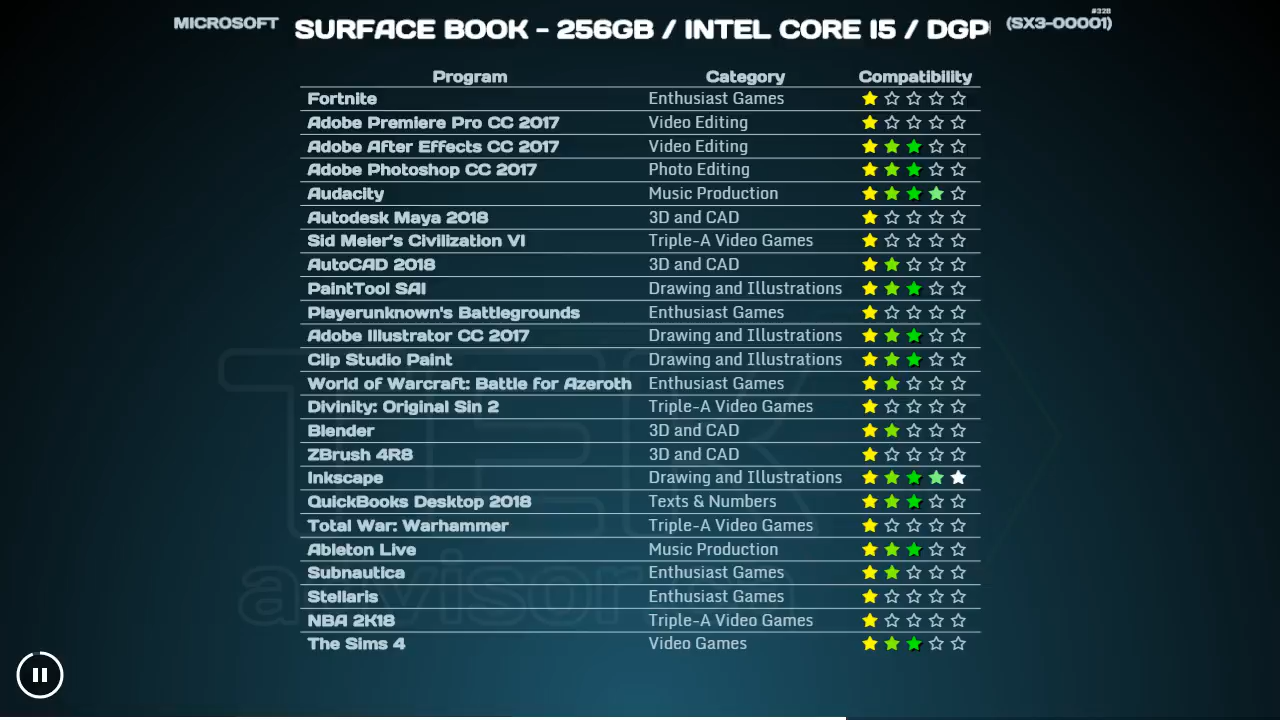 #328
MICROSOFT SURFACE BOOK - 256GB / INTEL CORE I5 / DGP (SX3-00001)
Program Category Compatibility
Fortnite Enthusiast Games
Adobe Premiere Pro CC 2017 Video Editing
Adobe After Effects CC 2017 Video Editing
Adobe Photoshop CC 2017 Photo Editing
Audacity Music Production
Autodesk Maya 2018 3D and CAD
Sid Meier's Civilization VI Triple-A Video Games
AutoCAD 2018 3D and CAD
PaintTool SAI Drawing and Illustrations
Playerunknown's Battlegrounds Enthusiast Games
Adobe Illustrator CC 2017 Drawing and Illustrations
Clip Studio Paint Drawing and Illustrations
World of Warcraft: Battle for Azeroth Enthusiast Games
Divinity: Original Sin 2 Triple-A Video Games
Blender 3D and CAD
ZBrush 4R8 3D and CAD
Inkscape Drawing and Illustrations
QuickBooks Desktop 2018 Texts & Numbers
Total War: Warhammer Triple-A Video Games
Ableton Live Music Production
Subnautica Enthusiast Games
Stellaris Enthusiast Games
NBA 2K18 Triple-A Video Games
The Sims 4 Video Games